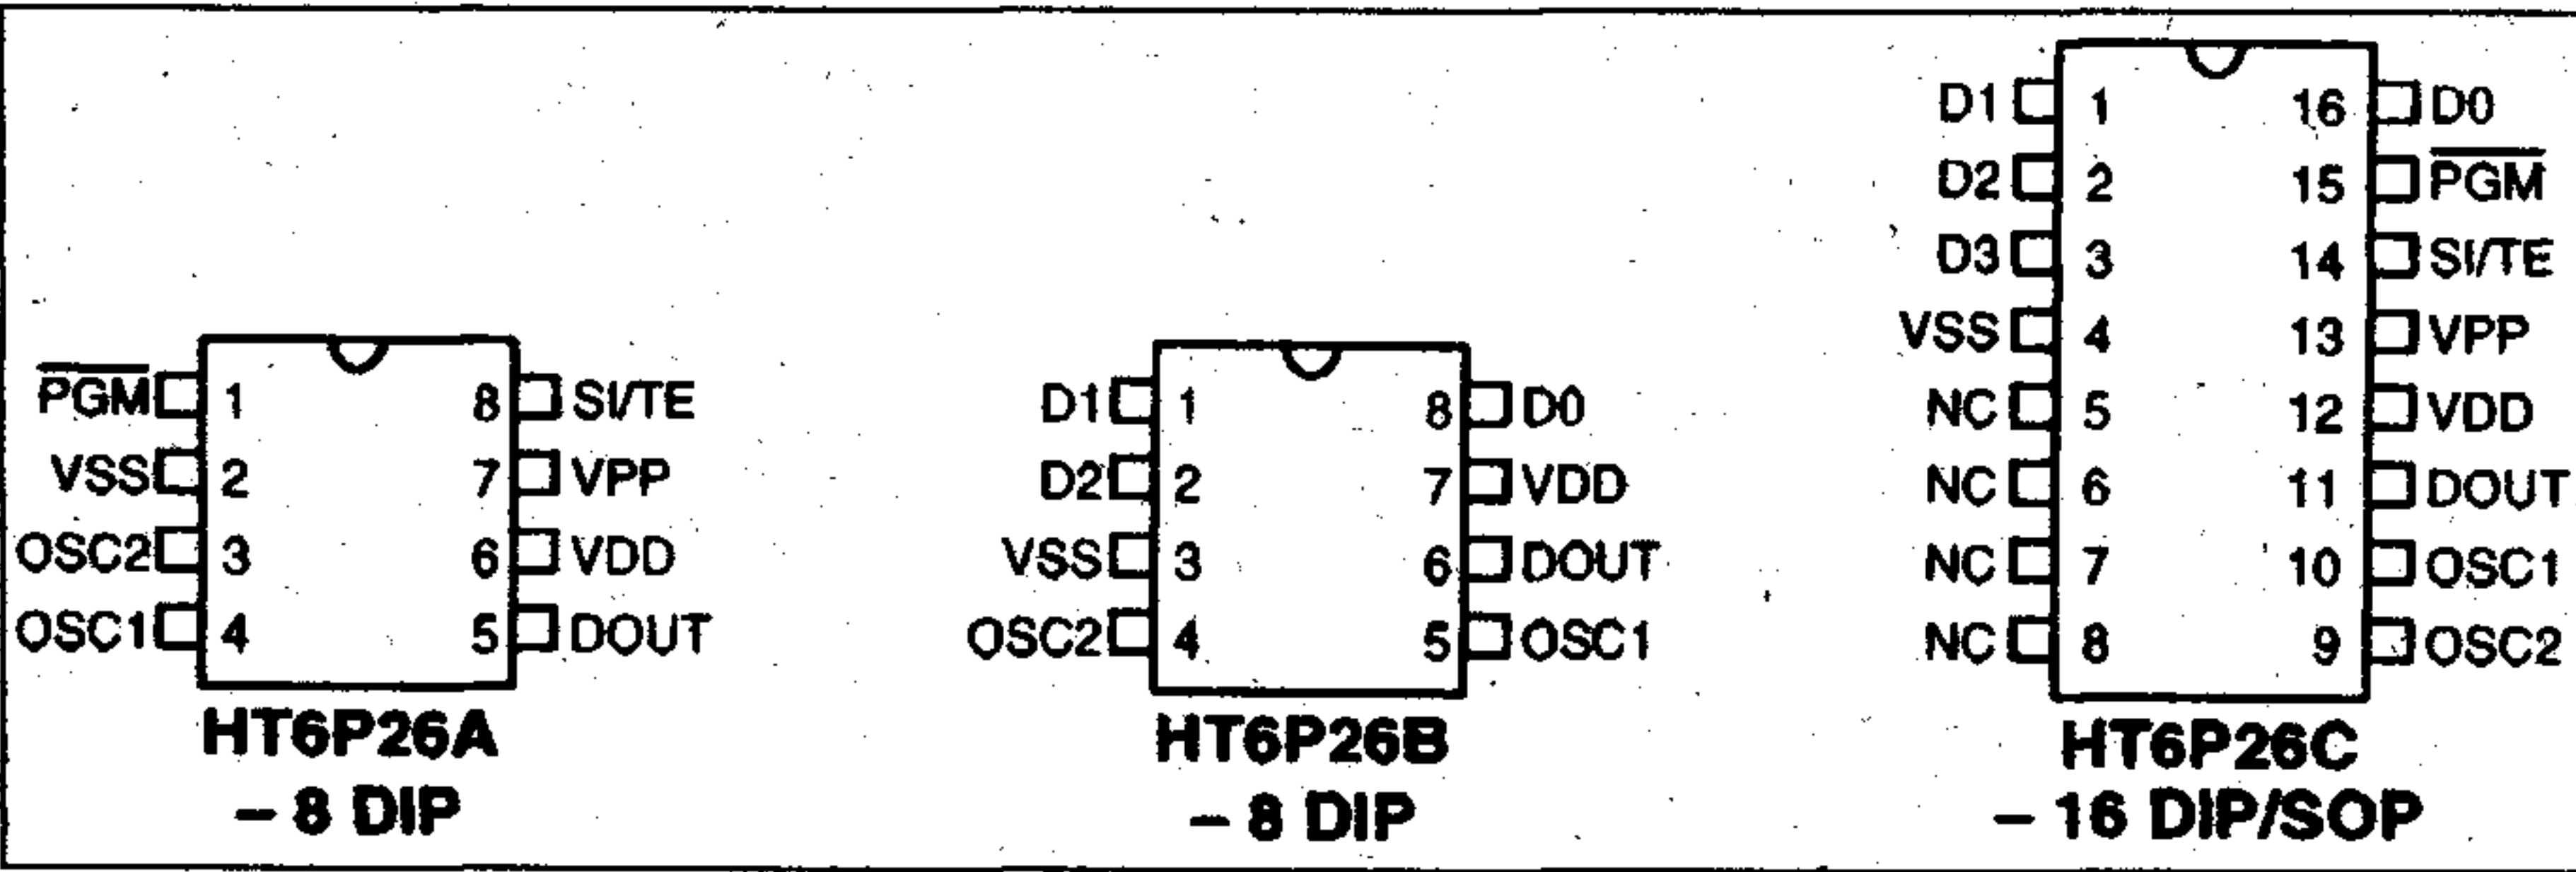 PGM 1 8 SI/TE
VSS 2 7 VPP
OSC2 3 6 VDD
OSC1 4 5 DOUT
HT6P26A
– 8 DIP
D1 1 8 D0
D2 2 7 VDD
VSS 3 6 DOUT
OSC2 4 5 OSC1
HT6P26B
– 8 DIP
D1 1 16 D0
D2 2 15 PGM
D3 3 14 SI/TE
VSS 4 13 VPP
NC 5 12 VDD
NC 6 11 DOUT
NC 7 10 OSC1
NC 8 9 OSC2
HT6P26C
– 16 DIP/SOP